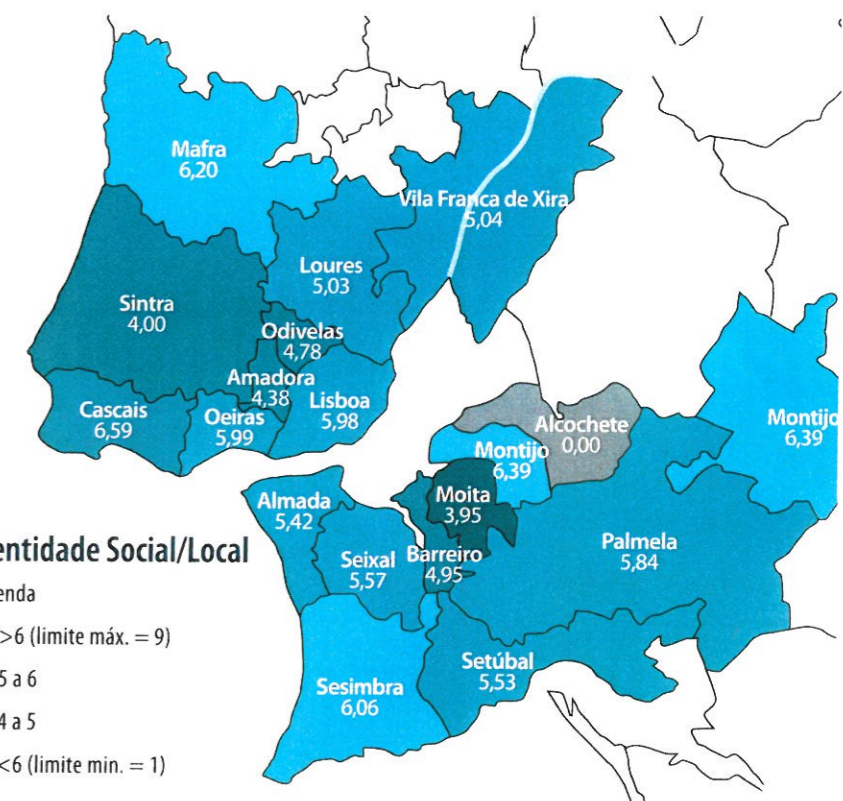 Mafra
6,20
Vila Franca de Xira
5,04
Loures
5,03
Sintra
4,00
Odivelas
4,78
Amadora
4,38
Lisboa
5,98
Cascais
6,59
Oeiras
5,99
Alcochete
0,00
Montijo
6,39
Montijo
6,39
Moita
3,95
Almada
5,42
Barreiro
4,95
Seixal
5,57
Palmela
5,84
Setúbal
5,53
Sesimbra
6,06
entidade Social/Local
enda
>6 (limite máx. = 9)
5 a 6
4 a 5
<6 (limite min. = 1)